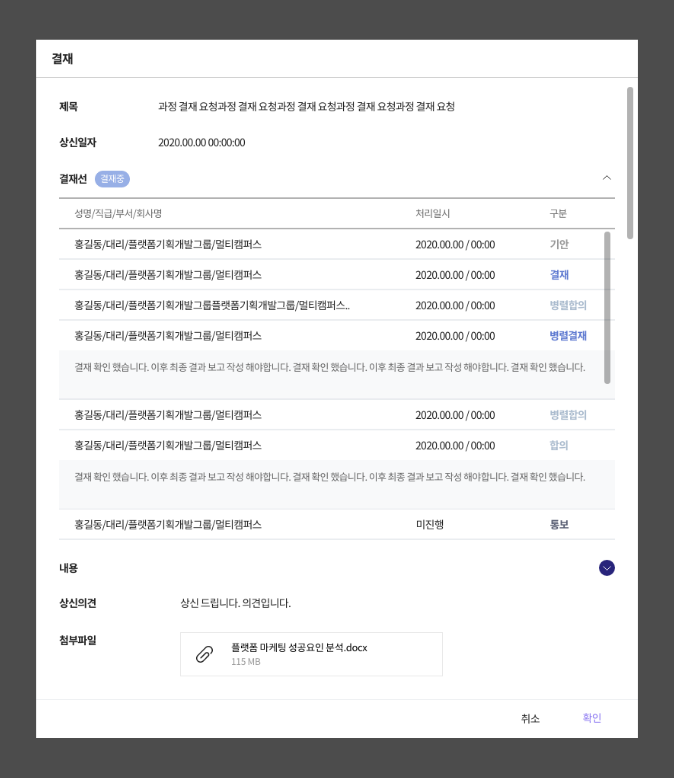 결재
제목 과정 결재 요청과정 결재 요청과정 결재 요청과정 결재 요청과정 결재 요청
상신일자 2020.00.00 00:00:00
결재선 결재중
성명/직급/부서/회사명 처리일시 구분
홍길동/대리/플랫폼기획개발그룹/멀티캠퍼스 2020.00.00 / 00:00 기안
홍길동/대리/플랫폼기획개발그룹/멀티캠퍼스 2020.00.00 / 00:00 결재
홍길동/대리/플랫폼기획개발그룹플랫폼기획개발그룹/멀티캠퍼스.. 2020.00.00 / 00:00 병렬합의
홍길동/대리/플랫폼기획개발그룹/멀티캠퍼스 2020.00.00 / 00:00 병렬결재
결재 확인 했습니다. 이후 최종 결과 보고 작성 해야합니다. 결재 확인 했습니다. 이후 최종 결과 보고 작성 해야합니다. 결재 확인 했습니다.
홍길동/대리/플랫폼기획개발그룹/멀티캠퍼스 2020.00.00 / 00:00 병렬합의
홍길동/대리/플랫폼기획개발그룹/멀티캠퍼스 2020.00.00 / 00:00 합의
결재 확인 했습니다. 이후 최종 결과 보고 작성 해야합니다. 결재 확인 했습니다. 이후 최종 결과 보고 작성 해야합니다. 결재 확인 했습니다.
홍길동/대리/플랫폼기획개발그룹/멀티캠퍼스 미진행 통보
내용
상신의견 상신 드립니다. 의견입니다.
첨부파일 플랫폼 마케팅 성공요인 분석.docx
115 MB
취소 확인